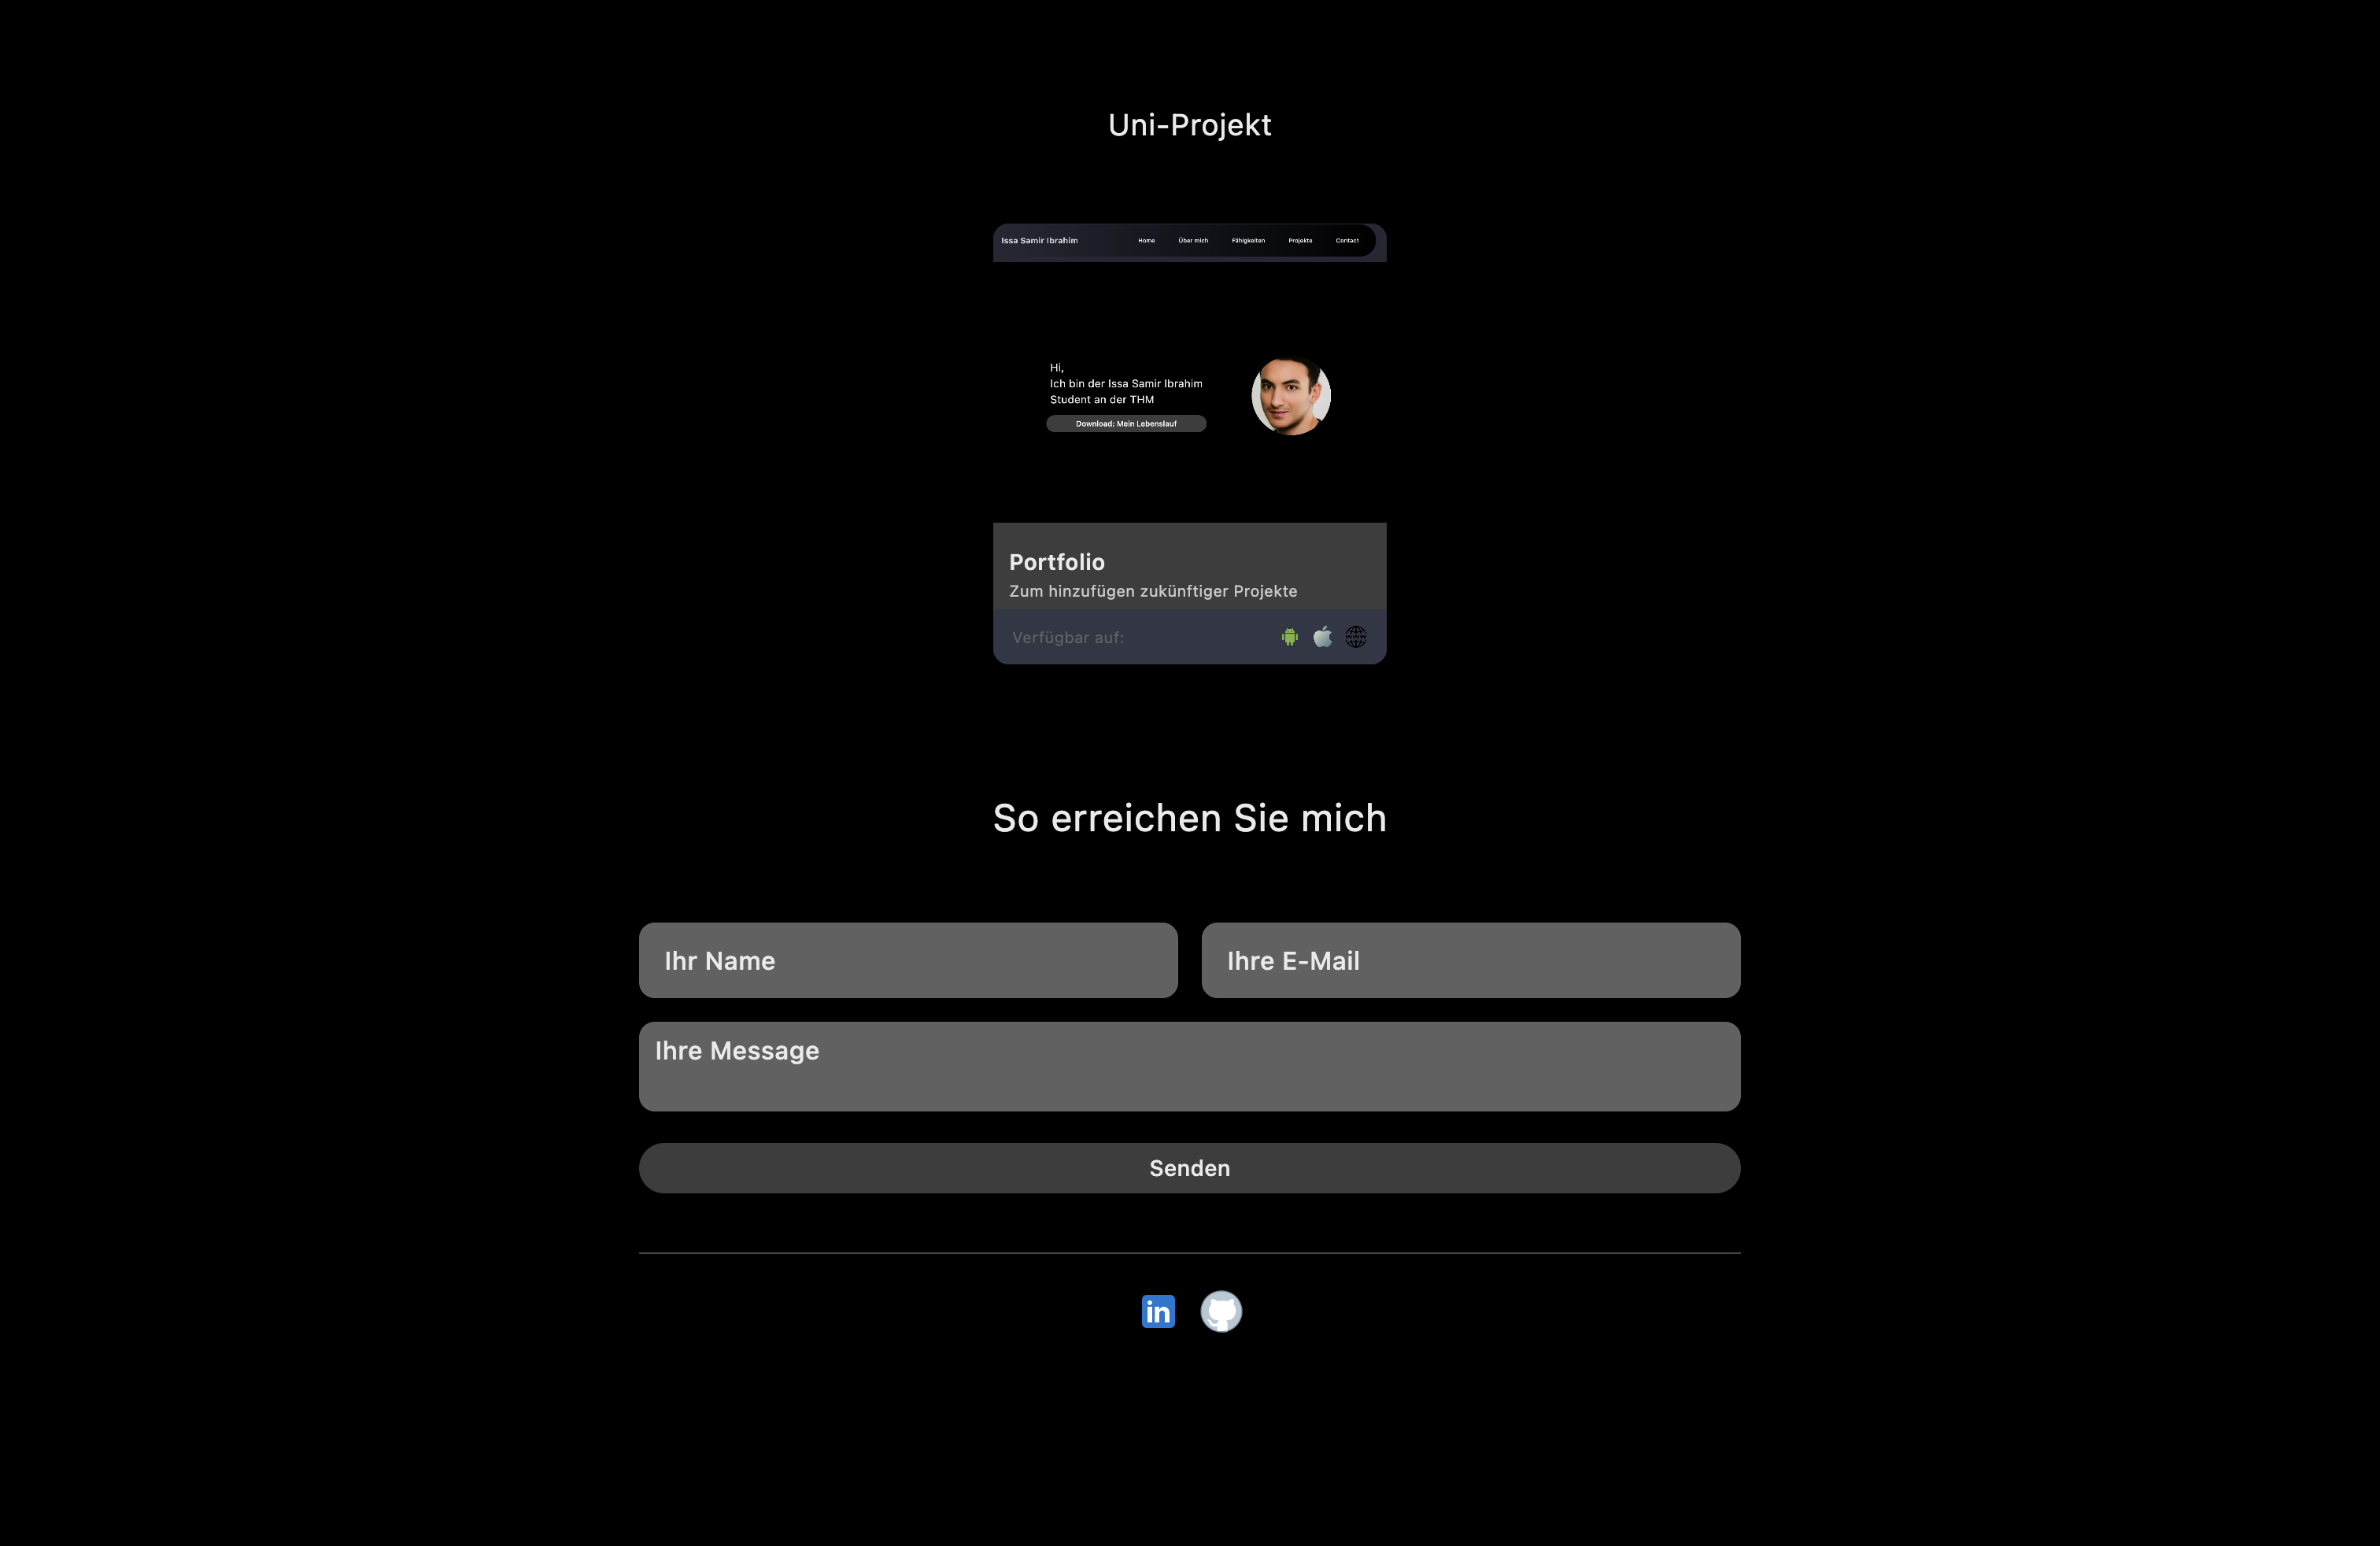 Uni-Projekt
Issa Samir Ibrahim Home Über mich Fähigkeiten Projekte Contact
Hi,
Ich bin der Issa Samir Ibrahim
Student an der THM
Download: Mein Lebenslauf
Portfolio
Zum hinzufügen zukünftiger Projekte
Verfügbar auf:
WWW
So erreichen Sie mich
Ihr Name Ihre E-Mail
Ihre Message
Senden
in